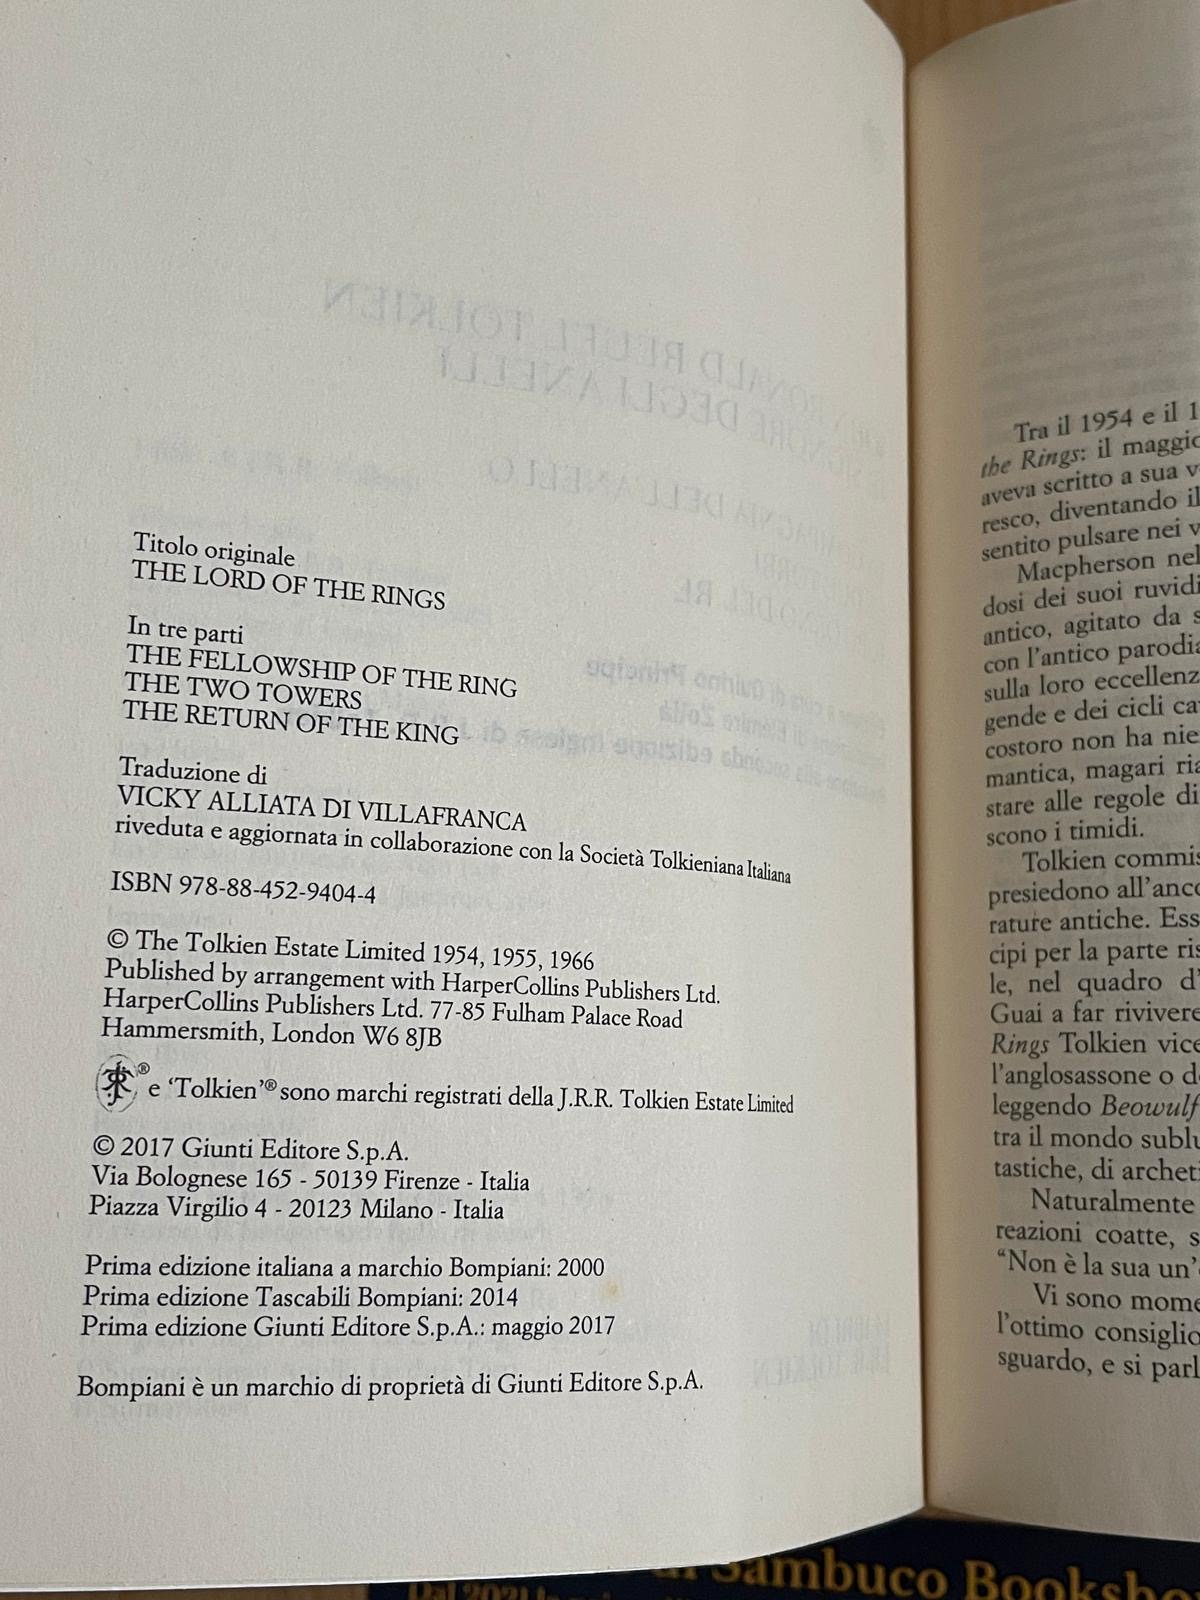 Titolo originale
THE LORD OF THE RINGS
In tre parti
THE FELLOWSHIP OF THE RING
THE TWO TOWERS
THE RETURN OF THE KING
Traduzione di
VICKY ALLIATA DI VILLAFRANCA
riveduta e aggiornata in collaborazione con la Società Tolkieniana Italiana
ISBN 978-88-452-9404-4
© The Tolkien Estate Limited 1954, 1955, 1966
Published by arrangement with HarperCollins Publishers Ltd.
HarperCollins Publishers Ltd. 77-85 Fulham Palace Road
Hammersmith, London W6 8JB
® e ‘Tolkien’® sono marchi registrati della J.R.R. Tolkien Estate Limited
© 2017 Giunti Editore S.p.A.
Via Bolognese 165 - 50139 Firenze - Italia
Piazza Virgilio 4 - 20123 Milano - Italia
Prima edizione italiana a marchio Bompiani: 2000
Prima edizione Tascabili Bompiani: 2014
Prima edizione Giunti Editore S.p.A.: maggio 2017
Bompiani è un marchio di proprietà di Giunti Editore S.p.A.
Tra il 1954 e il 1
the Rings: il maggio
aveva scritto a sua v
resco, diventando il
sentito pulsare nei v
Macpherson nel
dosi dei suoi ruvidi
antico, agitato da s
con l’antico parodia
sulla loro eccellenz
gende e dei cicli ca
costoro non ha nie
mantica, magari ria
stare alle regole di
scono i timidi.
Tolkien commis
presiedono all’anco
rature antiche. Ess
cipi per la parte ris
le, nel quadro d’
Guai a far rivivere
Rings Tolkien vice
l’anglosassone o d
leggendo Beowulf
tra il mondo sublu
tastiche, di archeti
Naturalmente
reazioni coatte, s
“Non è la sua un’
Vi sono mome
l’ottimo consiglio
sguardo, e si parl
Sambuco Booksho
Dal 2021